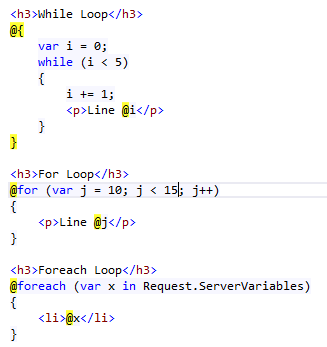 <h3>While Loop</h3>
@{
    var i = 0;
    while (i < 5)
    {
        i += 1;
        <p>Line @i</p>
    }
}
<h3>For Loop</h3>
@for (var j = 10; j < 15; j++)
{
    <p>Line @j</p>
}
<h3>Foreach Loop</h3>
@foreach (var x in Request.ServerVariables)
{
    <li>@x</li>
}